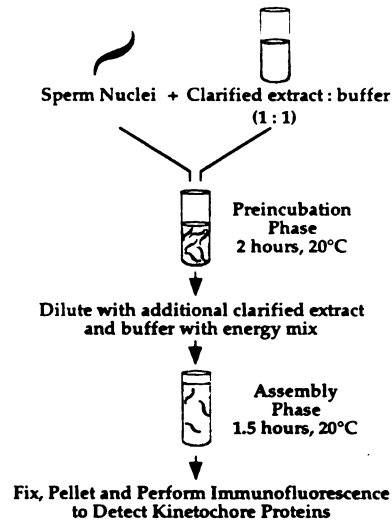 Sperm Nuclei + Clarified extract : buffer
(1 : 1)
Preincubation
Phase
2 hours, 20°C
Dilute with additional clarified extract
and buffer with energy mix
Assembly
Phase
1.5 hours, 20°C
Fix, Pellet and Perform Immunofluorescence
to Detect Kinetochore Proteins